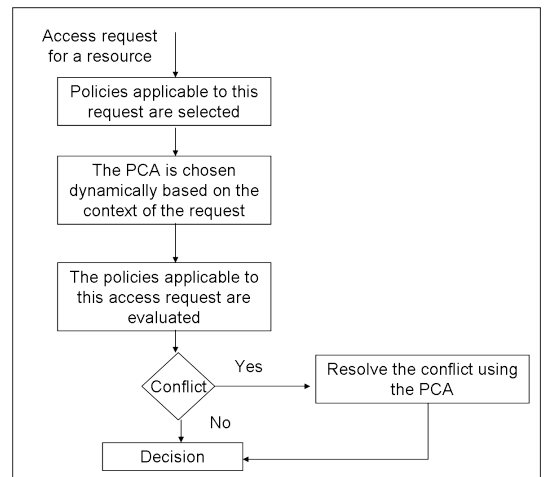 Access request
for a resource
Policies applicable to this
request are selected
The PCA is chosen
dynamically based on the
context of the request
The policies applicable to
this access request are
evaluated
Conflict
Yes
Resolve the conflict using
the PCA
No
Decision